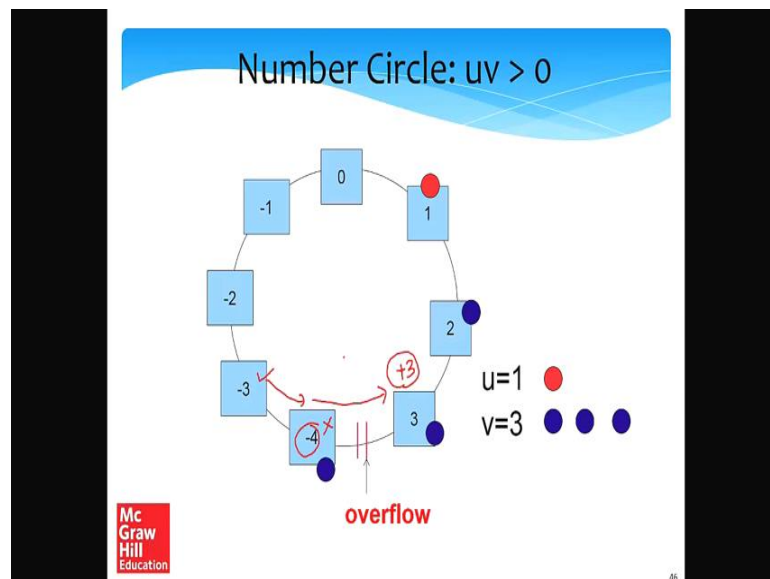 Number Circle: uv > 0
0
-1
1
-2
2
+3
-3
3
-4 x
u=1
v=3
overflow
Mc
Graw
Hill
Education
46